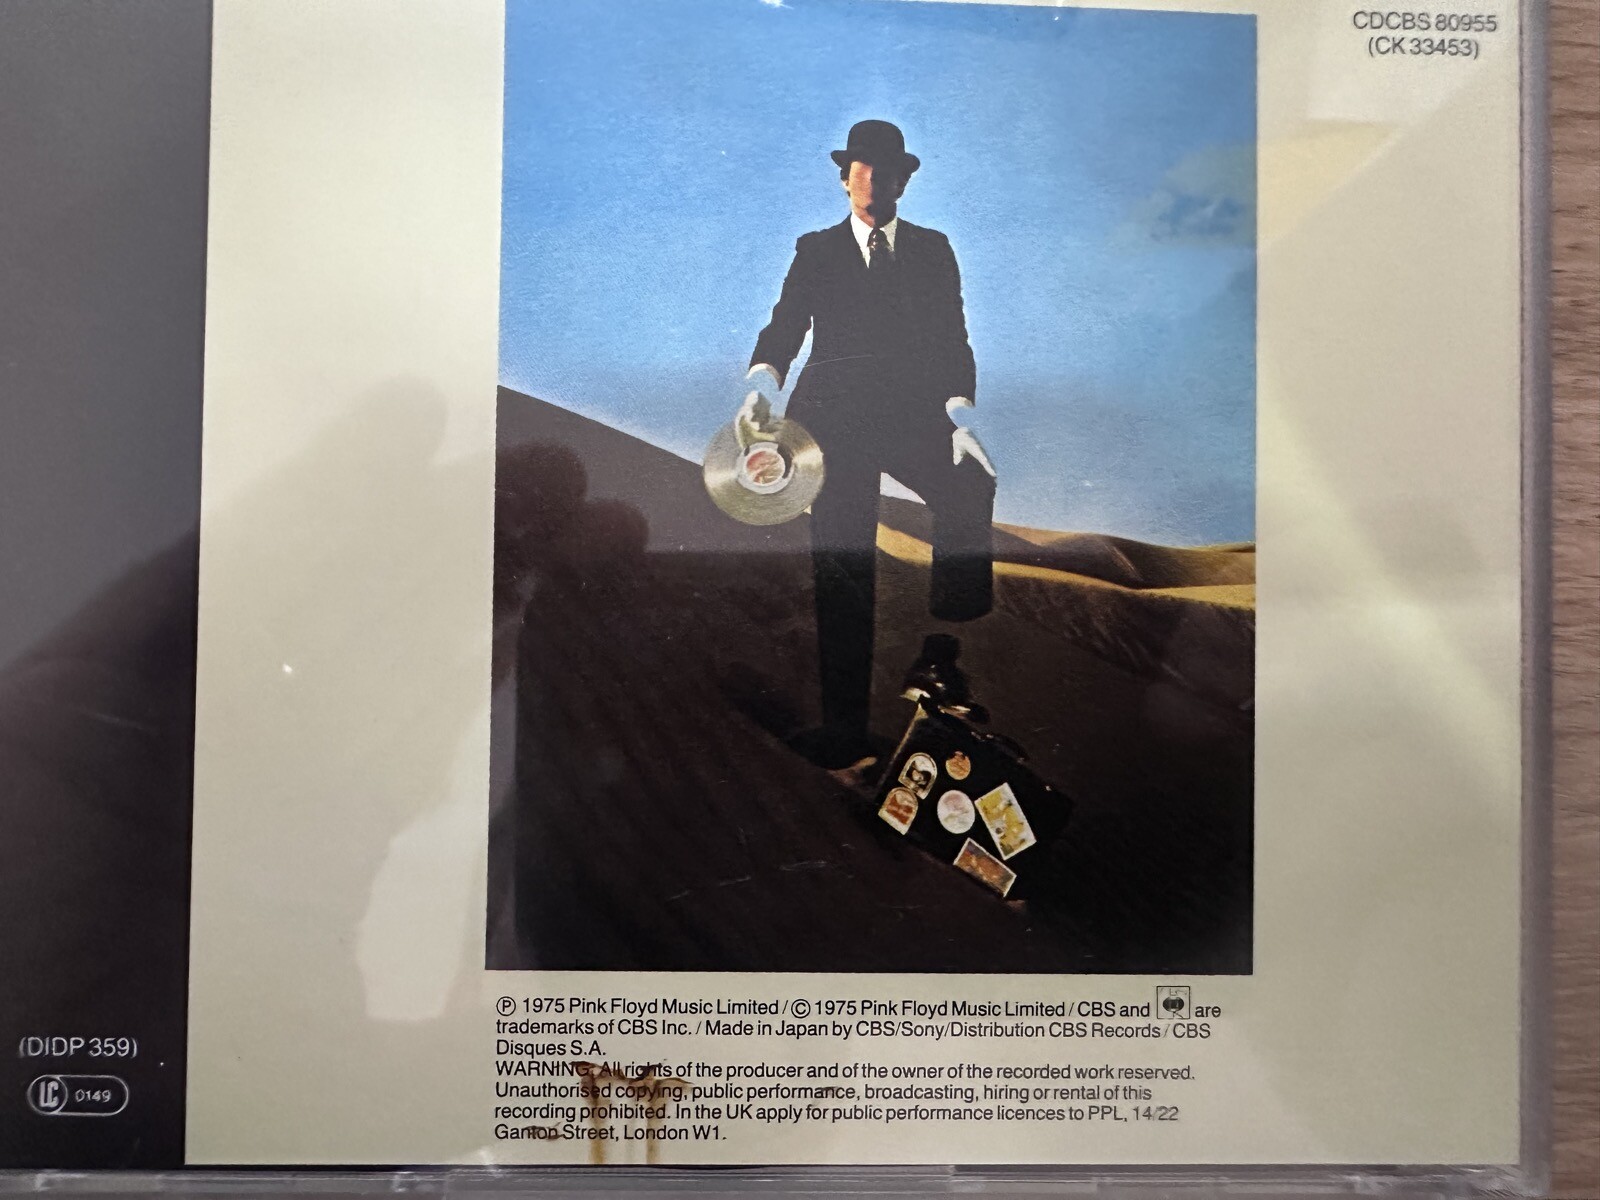 CDCBS 80955
(CK 33453)
℗ 1975 Pink Floyd Music Limited / © 1975 Pink Floyd Music Limited / CBS and are
trademarks of CBS Inc. / Made in Japan by CBS/Sony/Distribution CBS Records / CBS
Disques S.A.
WARNING: All rights of the producer and of the owner of the recorded work reserved.
Unauthorised copying, public performance, broadcasting, hiring or rental of this
recording prohibited. In the UK apply for public performance licences to PPL, 14/22
Ganton Street, London W1.
(DIDP 359)
LC 0149